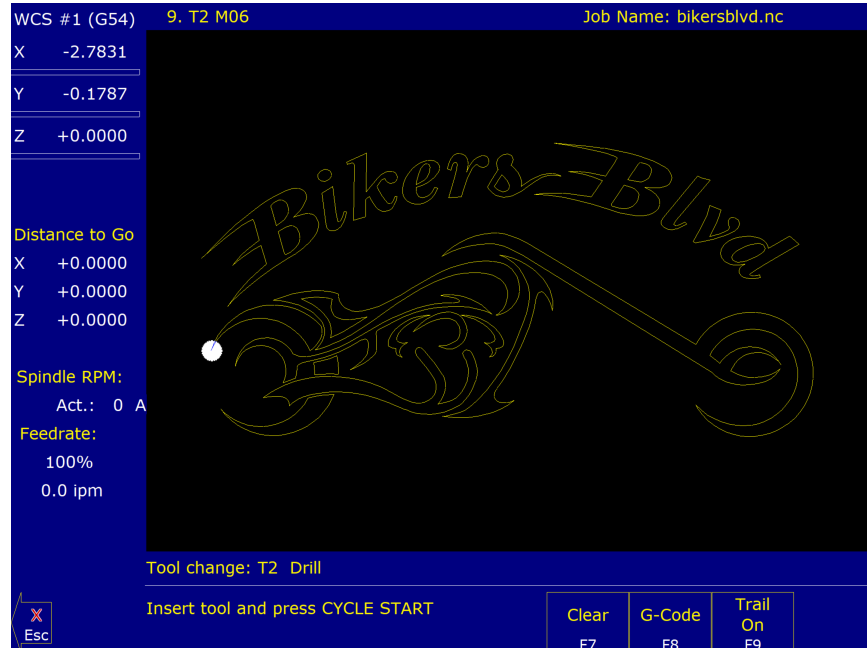 WCS #1 (G54)
9. T2 M06
Job Name: bikersblvd.nc
X -2.7831
Y -0.1787
Z +0.0000
Distance to Go
X +0.0000
Y +0.0000
Z +0.0000
Spindle RPM:
Act.: 0 A
Feedrate:
100%
0.0 ipm
Bikers Blvd
Tool change: T2 Drill
Insert tool and press CYCLE START
X
Esc
Clear
F7
G-Code
F8
Trail
On
F9